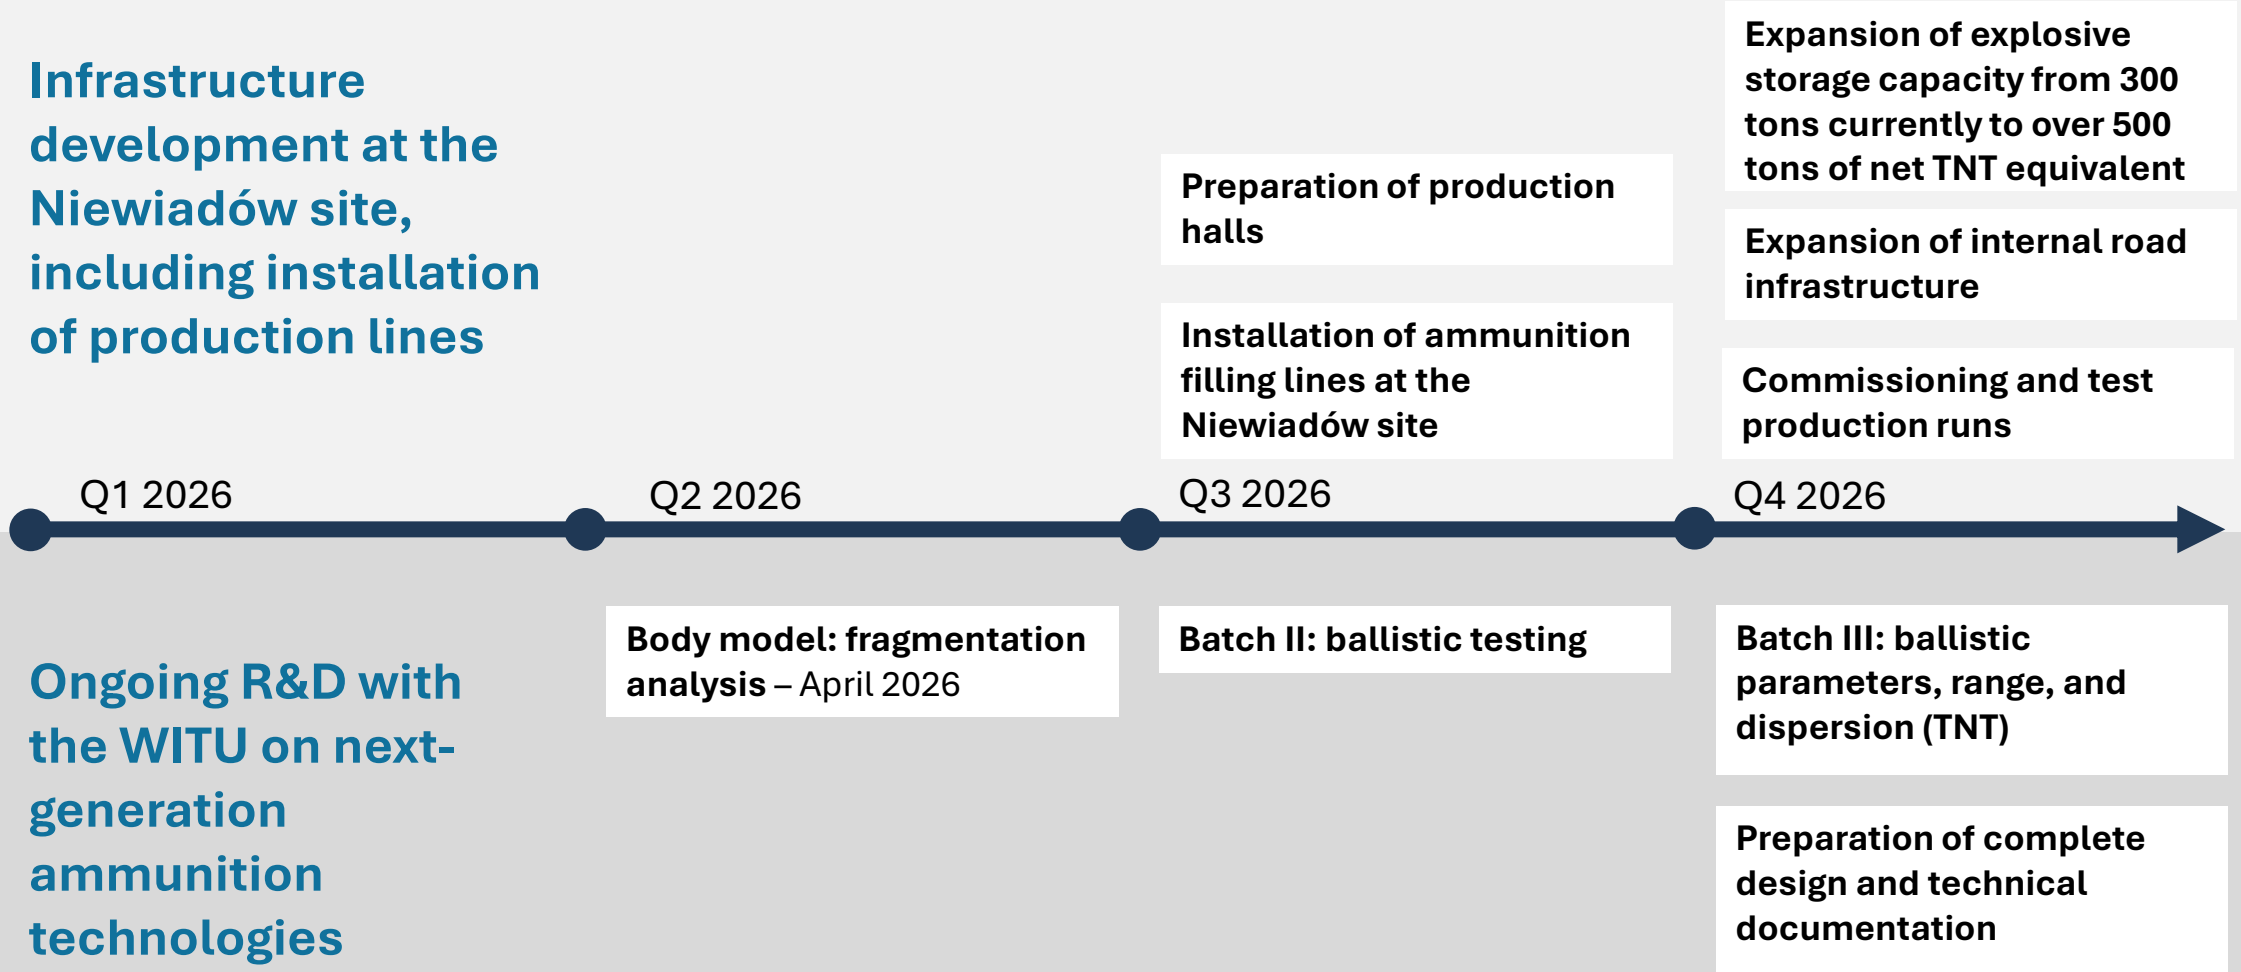 Infrastructure
development at the
Niewiadów site,
including installation
of production lines
Preparation of production
halls
Installation of ammunition
filling lines at the
Niewiadów site
Expansion of explosive
storage capacity from 300
tons currently to over 500
tons of net TNT equivalent
Expansion of internal road
infrastructure
Commissioning and test
production runs
Q1 2026
Q2 2026
Q3 2026
Q4 2026
Ongoing R&D with
the WITU on next-
generation
ammunition
technologies
Body model: fragmentation
analysis – April 2026
Batch II: ballistic testing
Batch III: ballistic
parameters, range, and
dispersion (TNT)
Preparation of complete
design and technical
documentation